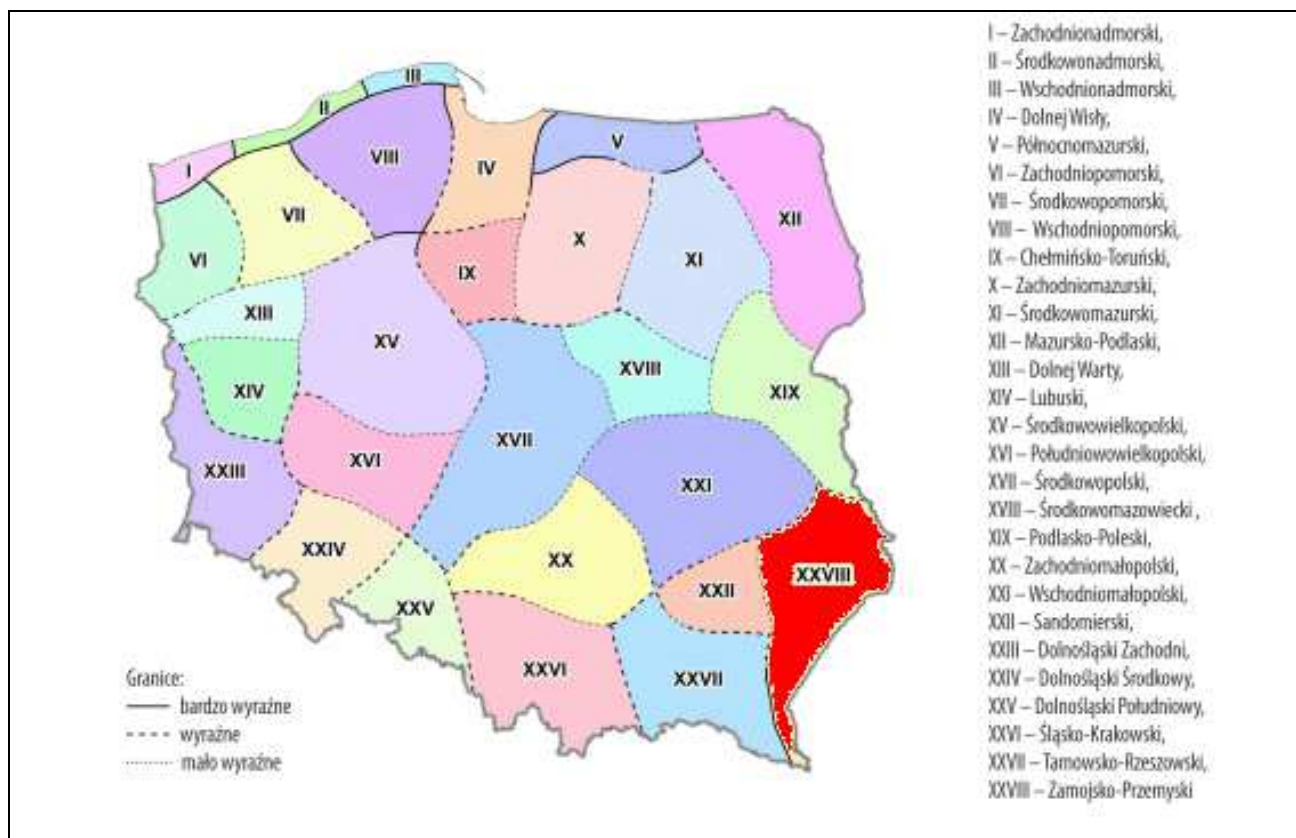 I – Zachodnionadmorski,
II – Środkowonadmorski,
III – Wschodnionadmorski,
IV – Dolnej Wisły,
V – Północnomazurski,
VI – Zachodniopomorski,
VII – Środkowopomorski,
VIII – Wschodniopomorski,
IX – Chełmińsko-Toruński,
X – Zachodniomazurski,
XI – Środkowomazurski,
XII – Mazursko-Podlaski,
XIII – Dolnej Warty,
XIV – Lubuski,
XV – Środkowowielkopolski,
XVI – Południowowielkopolski,
XVII – Środkowopolski,
XVIII – Środkowomazowiecki ,
XIX – Podlasko-Poleski,
XX – Zachodniomałopolski,
XXI – Wschodniomałopolski,
XXII – Sandomierski,
XXIII – Dolnośląski Zachodni,
XXIV – Dolnośląski Środkowy,
XXV – Dolnośląski Południowy,
XXVI – Śląsko-Krakowski,
XXVII – Tarnowsko-Rzeszowski,
XXVIII – Zamojsko-Przemyski
III
II
I
VIII
IV
V
VII
XII
X
VI
XI
IX
XIII
XV
XVIII
XIV
XIX
XVII
XVI
XXIII
XXI
XXIV
XX
XXVIII
XXII
XXV
XXVI
XXVII
Granice:
bardzo wyraźne
wyraźne
mało wyraźne